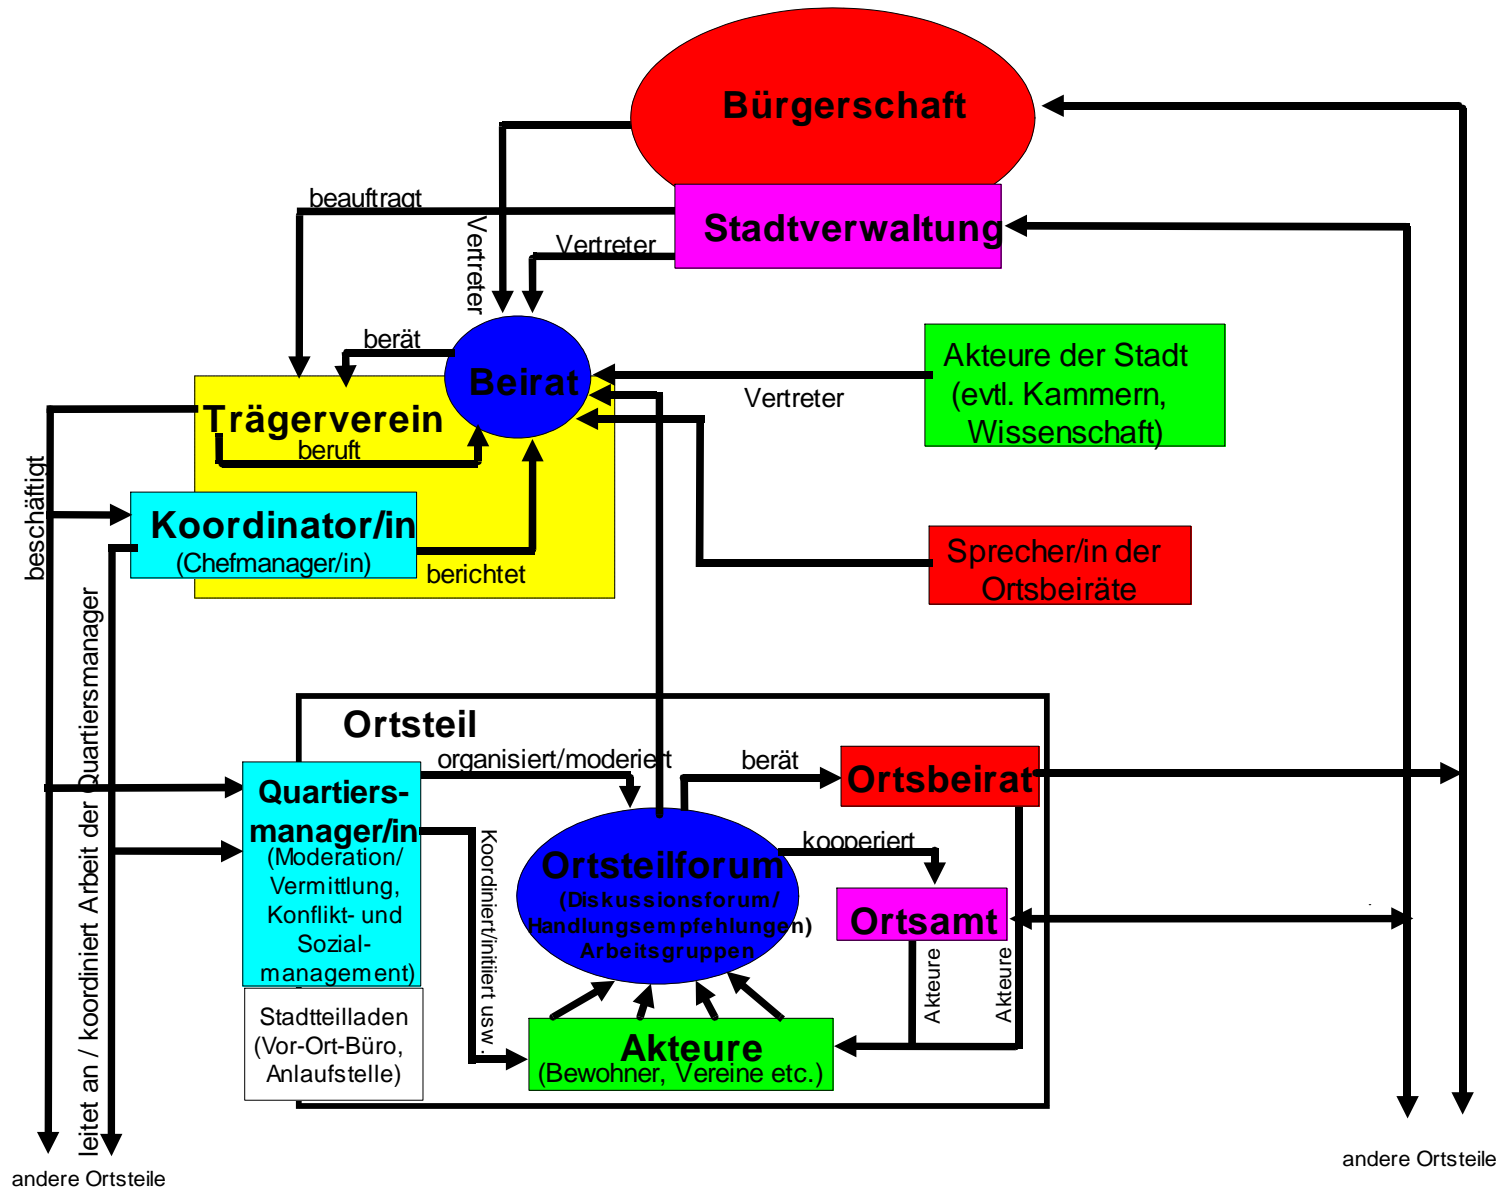 Bürgerschaft
beauftragt
Stadtverwaltung
Vertreter
Vertreter
berät
Beirat
Akteure der Stadt
(evtl. Kammern,
Wissenschaft)
Vertreter
Trägerverein
beruft
beschäftigt
Koordinator/in
(Chefmanager/in)
berichtet
Sprecher/in der
Ortsbeiräte
leitet an / koordiniert Arbeit der Quartiersmanager
Ortsteil
organisiert/moderiert
berät
Ortsbeirat
Quartiers-
manager/in
(Moderation/
Vermittlung,
Konflikt- und
Sozial-
management)
Koordiniert/initiiert usw.
kooperiert
Ortsteilforum
(Diskussionsforum/
Handlungsempfehlungen)
Arbeitsgruppen
Ortsamt
Akteure
Akteure
Stadtteilladen
(Vor-Ort-Büro,
Anlaufstelle)
Akteure
(Bewohner, Vereine etc.)
andere Ortsteile
andere Ortsteile